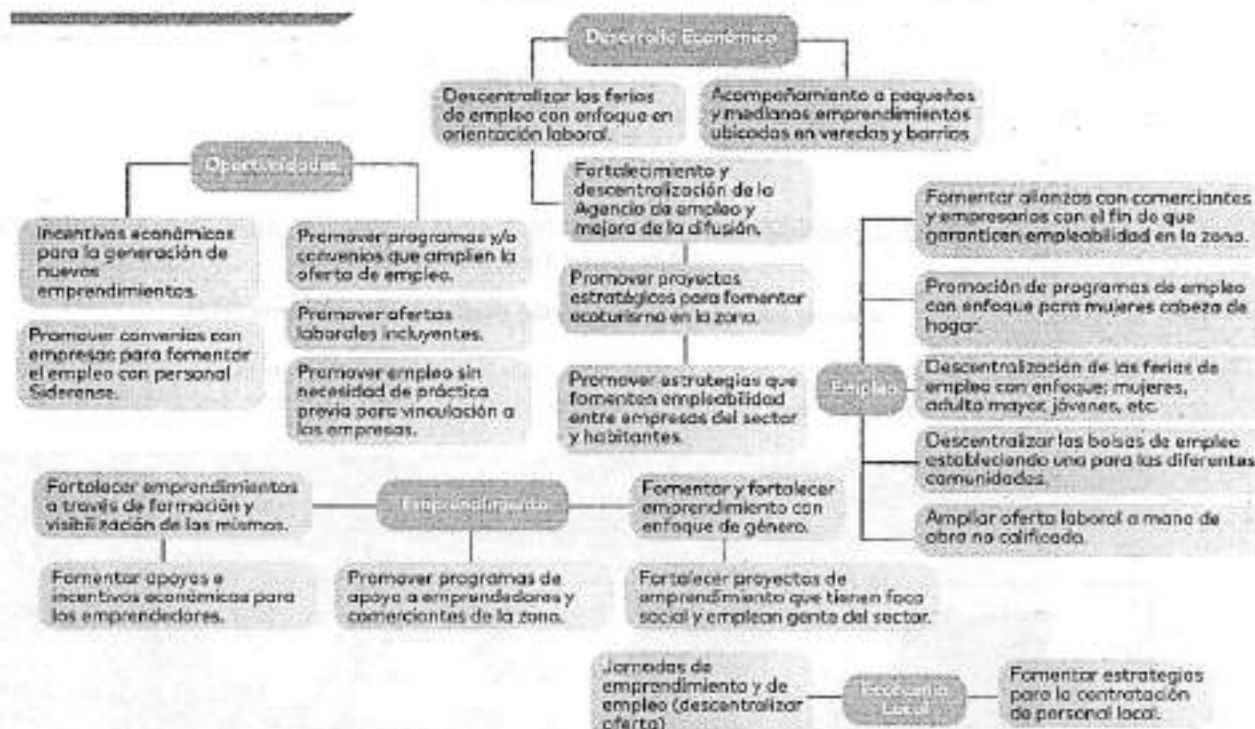 Desarrollo Económico
Descentralizar las ferias
de empleo con enfoque en
orientación laboral.
Acompañamiento a pequeños
y medianos emprendimientos
ubicados en veredas y barrios
Oportunidades
Incentivos económicos
para la generación de
nuevos
emprendimientos.
Promover convenios con
empresas para fomentar
el empleo con personal
Siderense.
Promover programas y/o
convenios que amplien la
oferta de empleo.
Promover ofertas
laborales incluyentes.
Promover empleo sin
necesidad de práctica
previa para vinculación a
las empresas.
Fortalecimiento y
descentralización de la
Agencia de empleo y
mejora de la difusión.
Promover proyectos
estratégicos para fomentar
ecoturismo en la zona.
Promover estrategias que
fomenten empleabilidad
entre empresas del sector
y habitantes.
Empleo
Fomentar alianzas con comerciantes
y empresarios con el fin de que
garanticen empleabilidad en la zona.
Promoción de programas de empleo
con enfoque para mujeres cabeza de
hogar.
Descentralización de las ferias de
empleo con enfoque; mujeres,
adulto mayor, jóvenes, etc.
Descentralizar las bolsas de empleo
estableciendo una para las diferentes
comunidades.
Ampliar oferta laboral a mano de
obra no calificada.
Emprendimiento
Fortalecer emprendimientos
a través de formación y
visibilización de los mismos.
Fomentar y fortalecer
emprendimiento con
enfoque de género.
Fomentar apoyos e
incentivos económicos para
los emprendedores.
Promover programas de
apoyo a emprendedores y
comerciantes de la zona.
Fortalecer proyectos de
emprendimiento que tienen foco
social y emplean gente del sector.
Jornadas de
emprendimiento y de
empleo (descentralizar
oferta)
Economía
Local
Fomentar estrategias
para la contratación
de personal local.